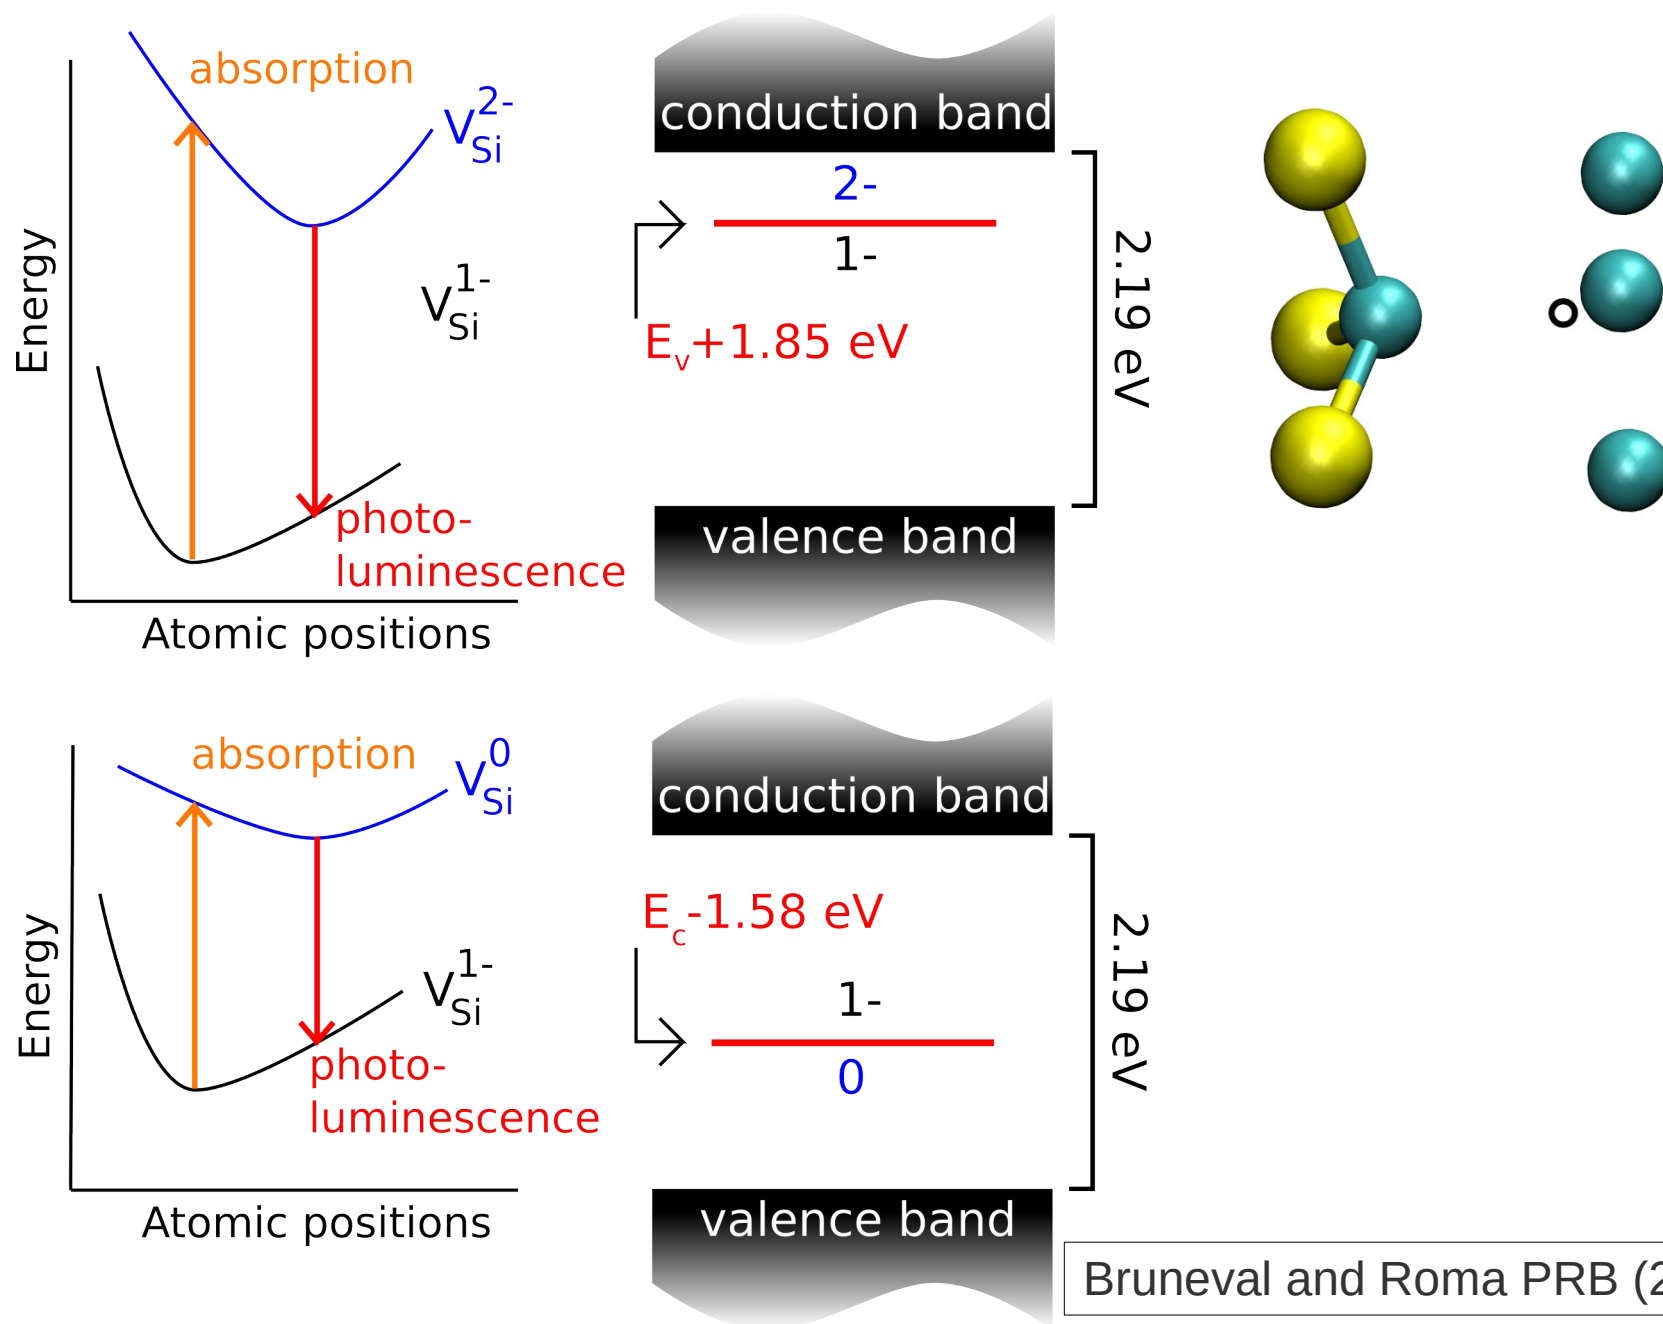 absorption
V2-Si
V1-Si
Energy
photo-
luminescence
Atomic positions
conduction band
2-
1-
Ev+1.85 eV
2.19 eV
valence band
absorption
V0Si
V1-Si
Energy
photo-
luminescence
Atomic positions
conduction band
Ec-1.58 eV
1-
0
2.19 eV
valence band
Bruneval and Roma PRB (2